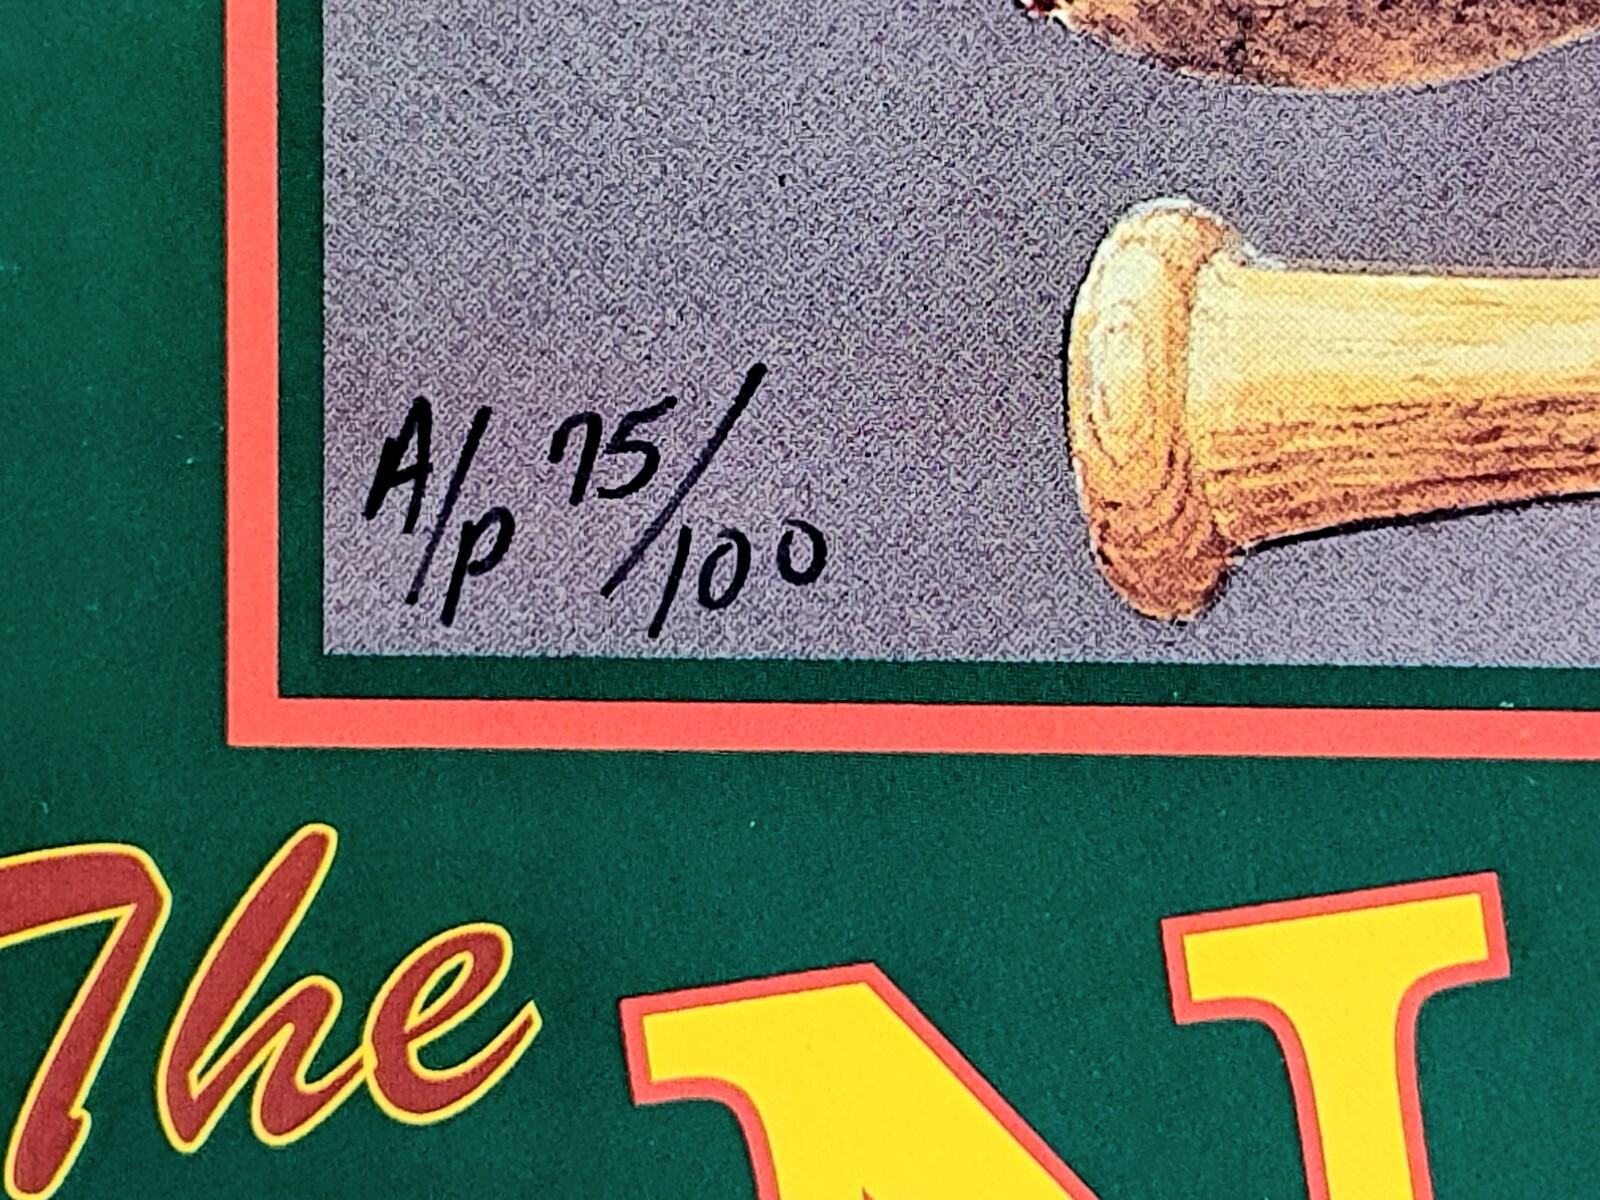 A/P 75/100
The N